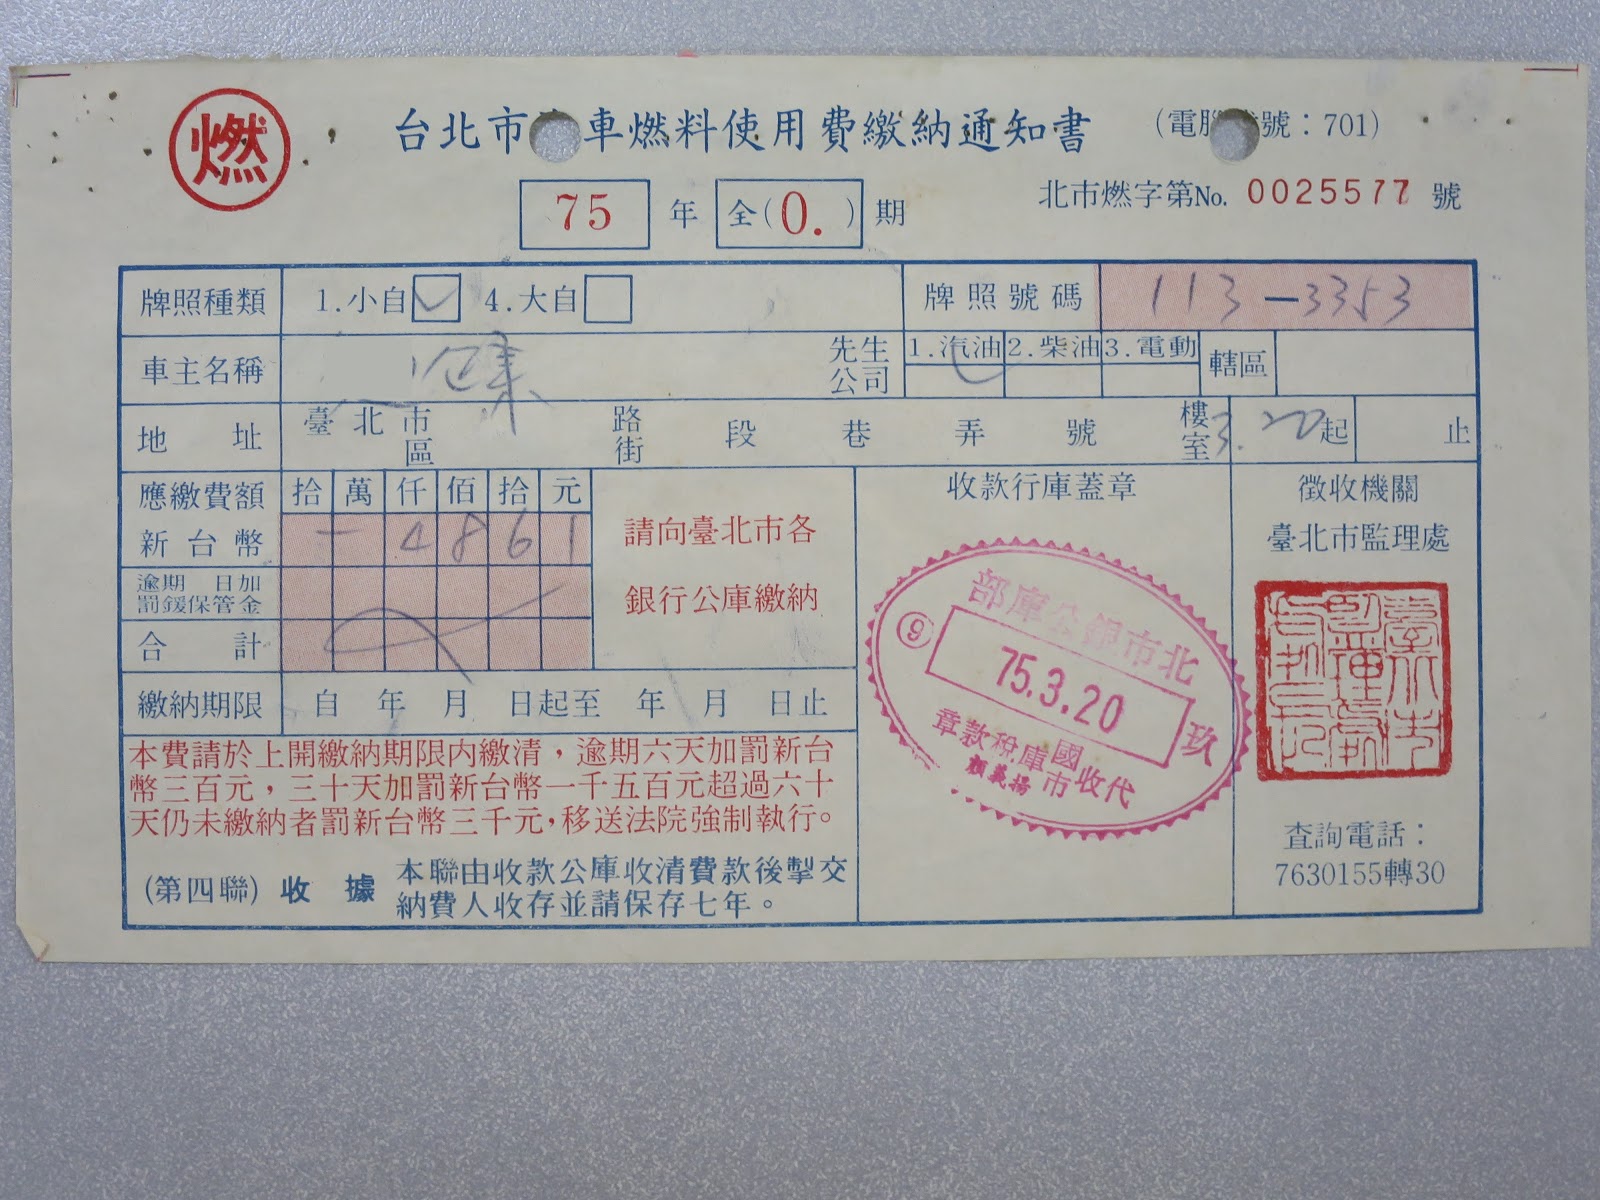 燃
台北市 車燃料使用費繳納通知書 (電腦 號：701)
75 年 全(0.)期
北市燃字第No. 0025577 號
牌照種類 1.小自 4.大自 牌照號碼 113-3353
車主名稱 先生 公司 1.汽油 2.柴油 3.電動 轄區
地址 臺北市 區 路 街 段 巷 弄 號 樓 室 3.20起 止
應繳費額 拾 萬 仟 佰 拾 元
新台幣 一 4 8 6 1
逾期 日加
罰鍰保管金
合計
請向臺北市各
銀行公庫繳納
繳納期限 自 年 月 日起至 年 月 日止
本費請於上開繳納期限內繳清，逾期六天加罰新台
幣三百元，三十天加罰新台幣一千五百元超過六十
天仍未繳納者罰新台幣三千元，移送法院強制執行。
(第四聯) 收據 本聯由收款公庫收清費款後掣交
納費人收存並請保存七年。
收款行庫蓋章
北市銀公庫部
⑨ 75.3.20 玖
代收國市庫稅款章
徵收機關
臺北市監理處
查詢電話：
7630155轉30